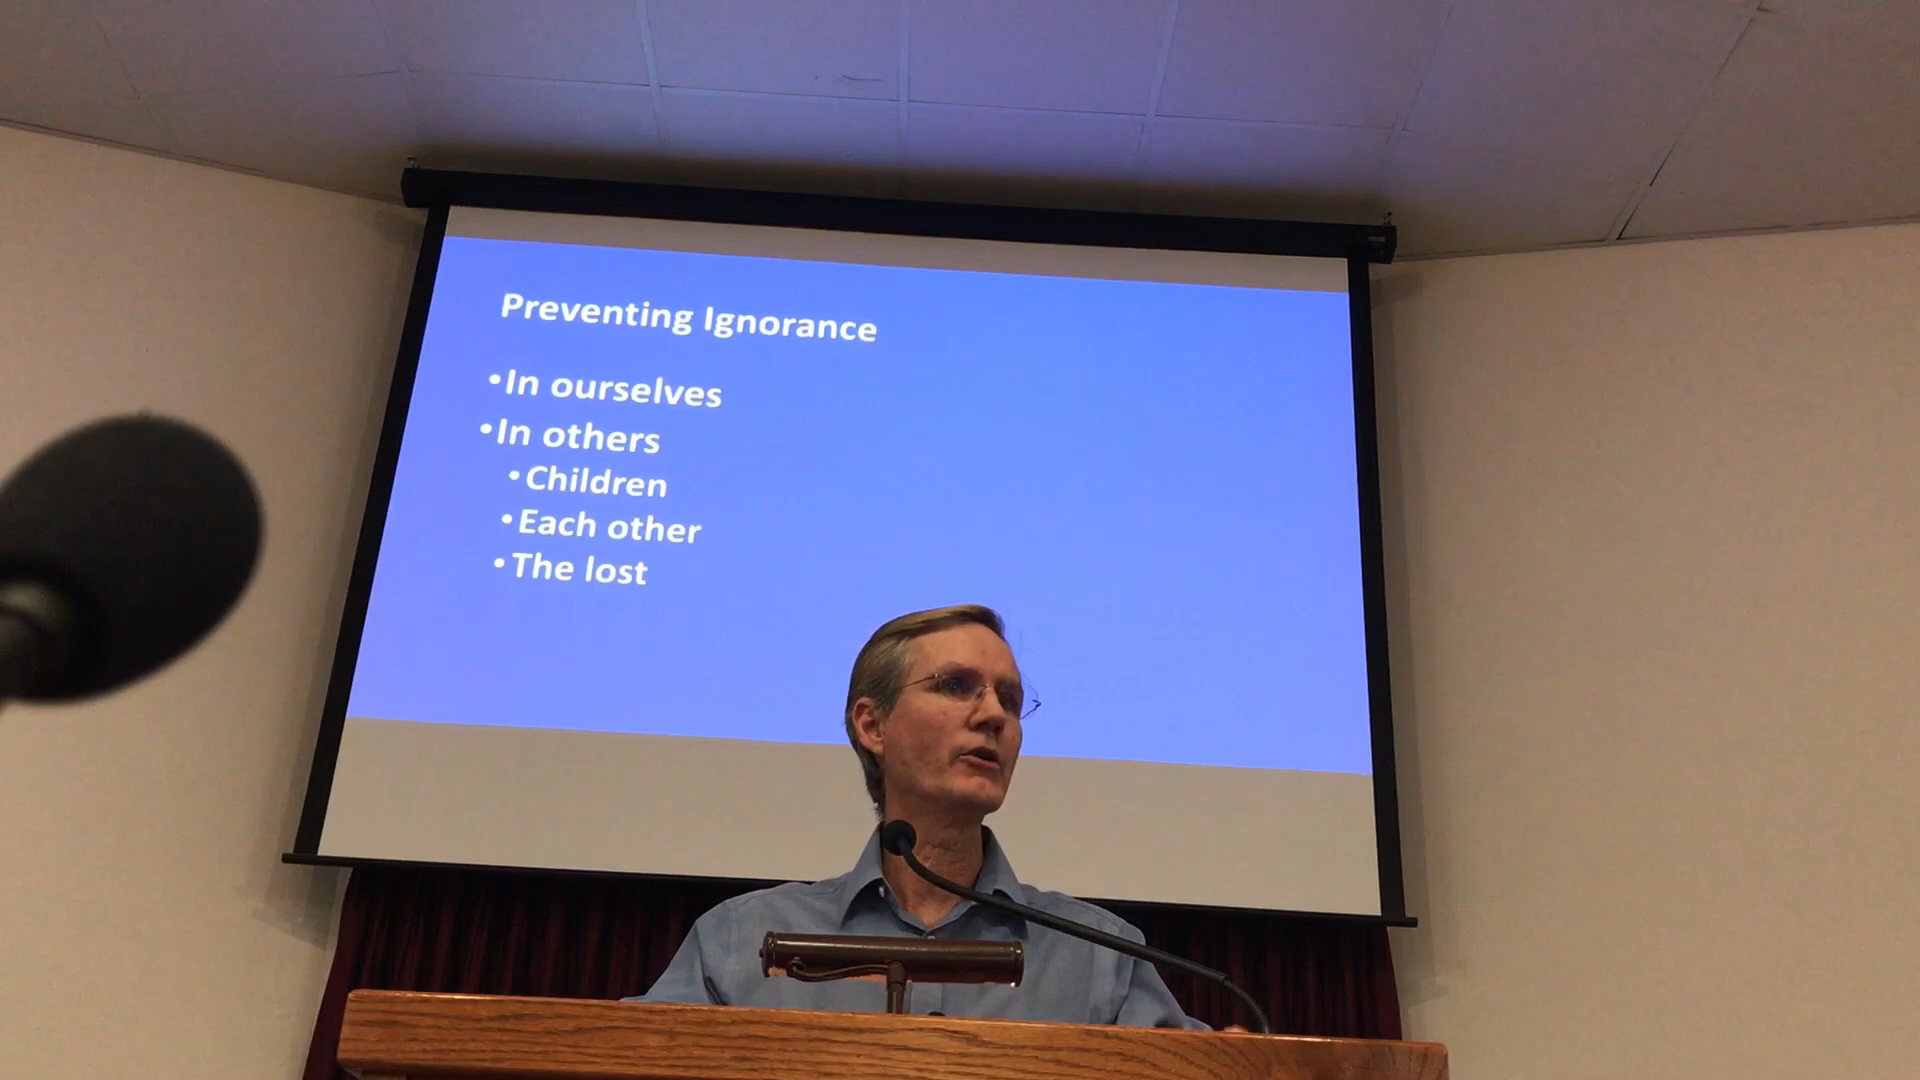 Preventing Ignorance
•In ourselves
•In others
•Children
•Each other
•The lost